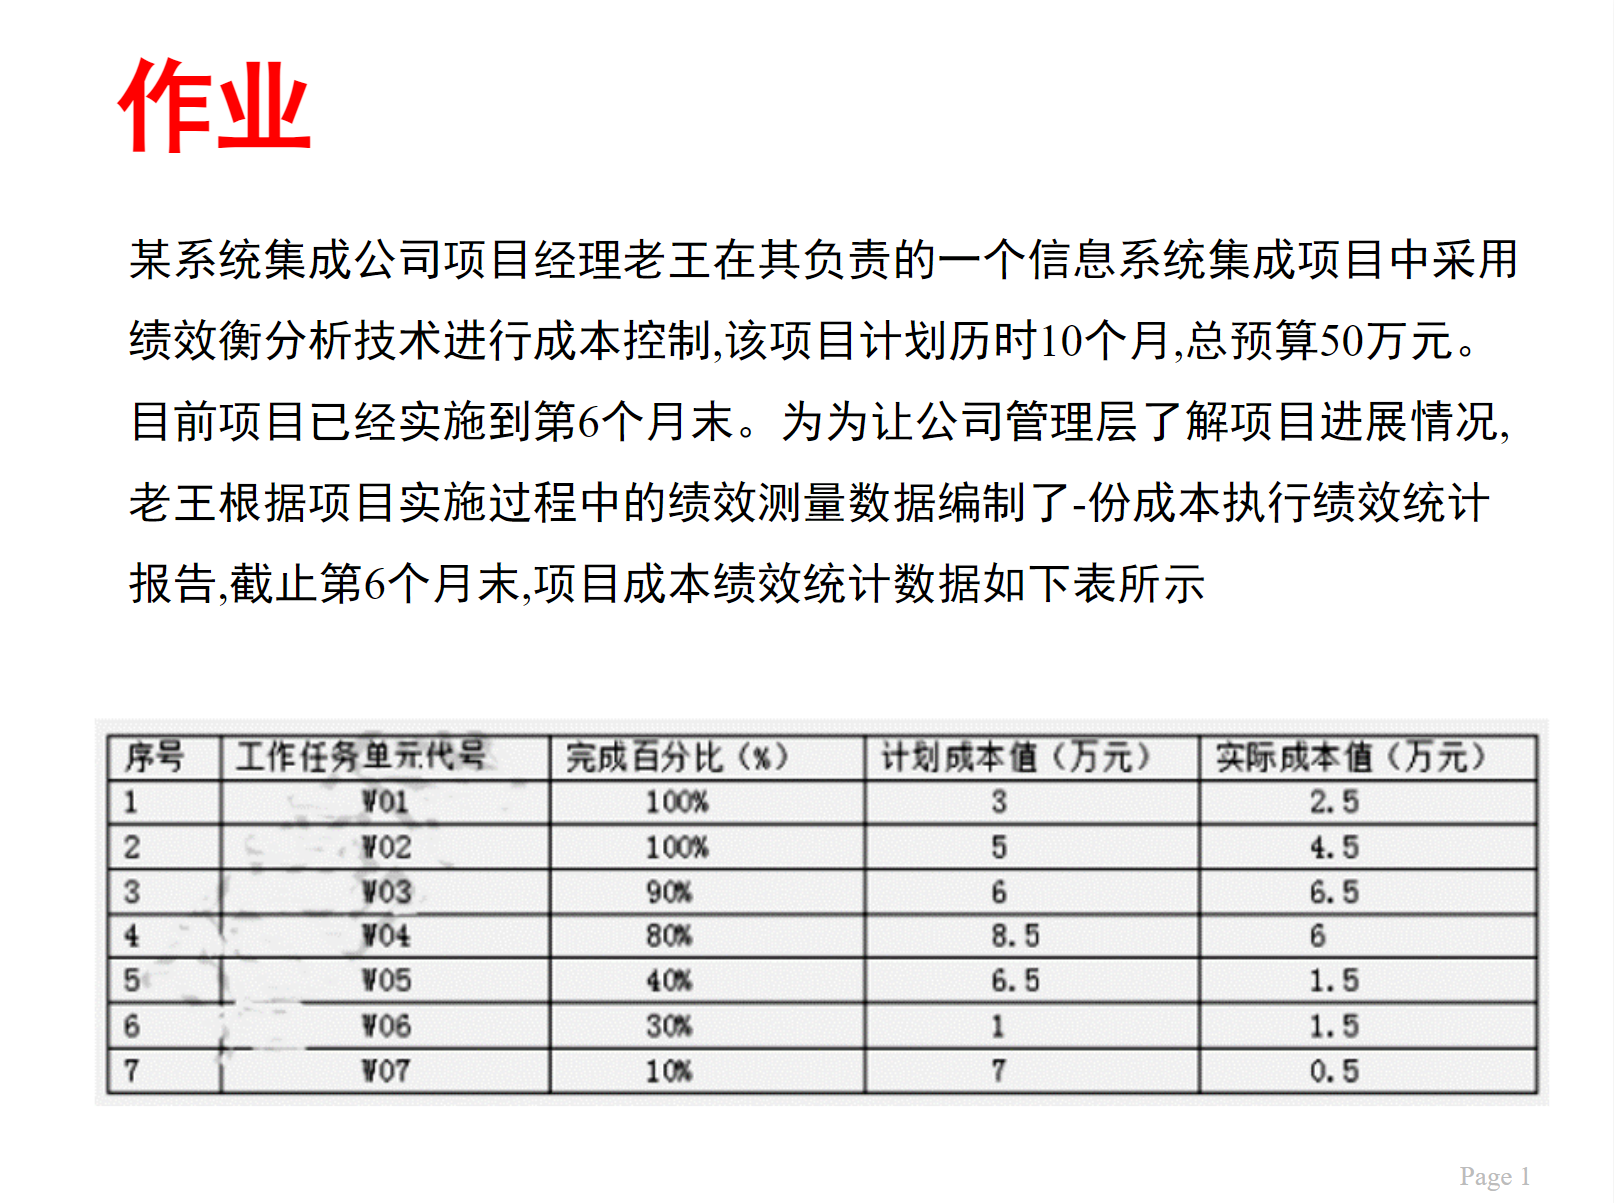 作业
某系统集成公司项目经理老王在其负责的一个信息系统集成项目中采用
绩效衡分析技术进行成本控制,该项目计划历时10个月,总预算50万元。
目前项目已经实施到第6个月末。为为让公司管理层了解项目进展情况,
老王根据项目实施过程中的绩效测量数据编制了-份成本执行绩效统计
报告,截止第6个月末,项目成本绩效统计数据如下表所示
序号 工作任务单元代号 完成百分比（%） 计划成本值（万元） 实际成本值（万元）
1 W01 100% 3 2.5
2 W02 100% 5 4.5
3 W03 90% 6 6.5
4 W04 80% 8.5 6
5 W05 40% 6.5 1.5
6 W06 30% 1 1.5
7 W07 10% 7 0.5
Page 1